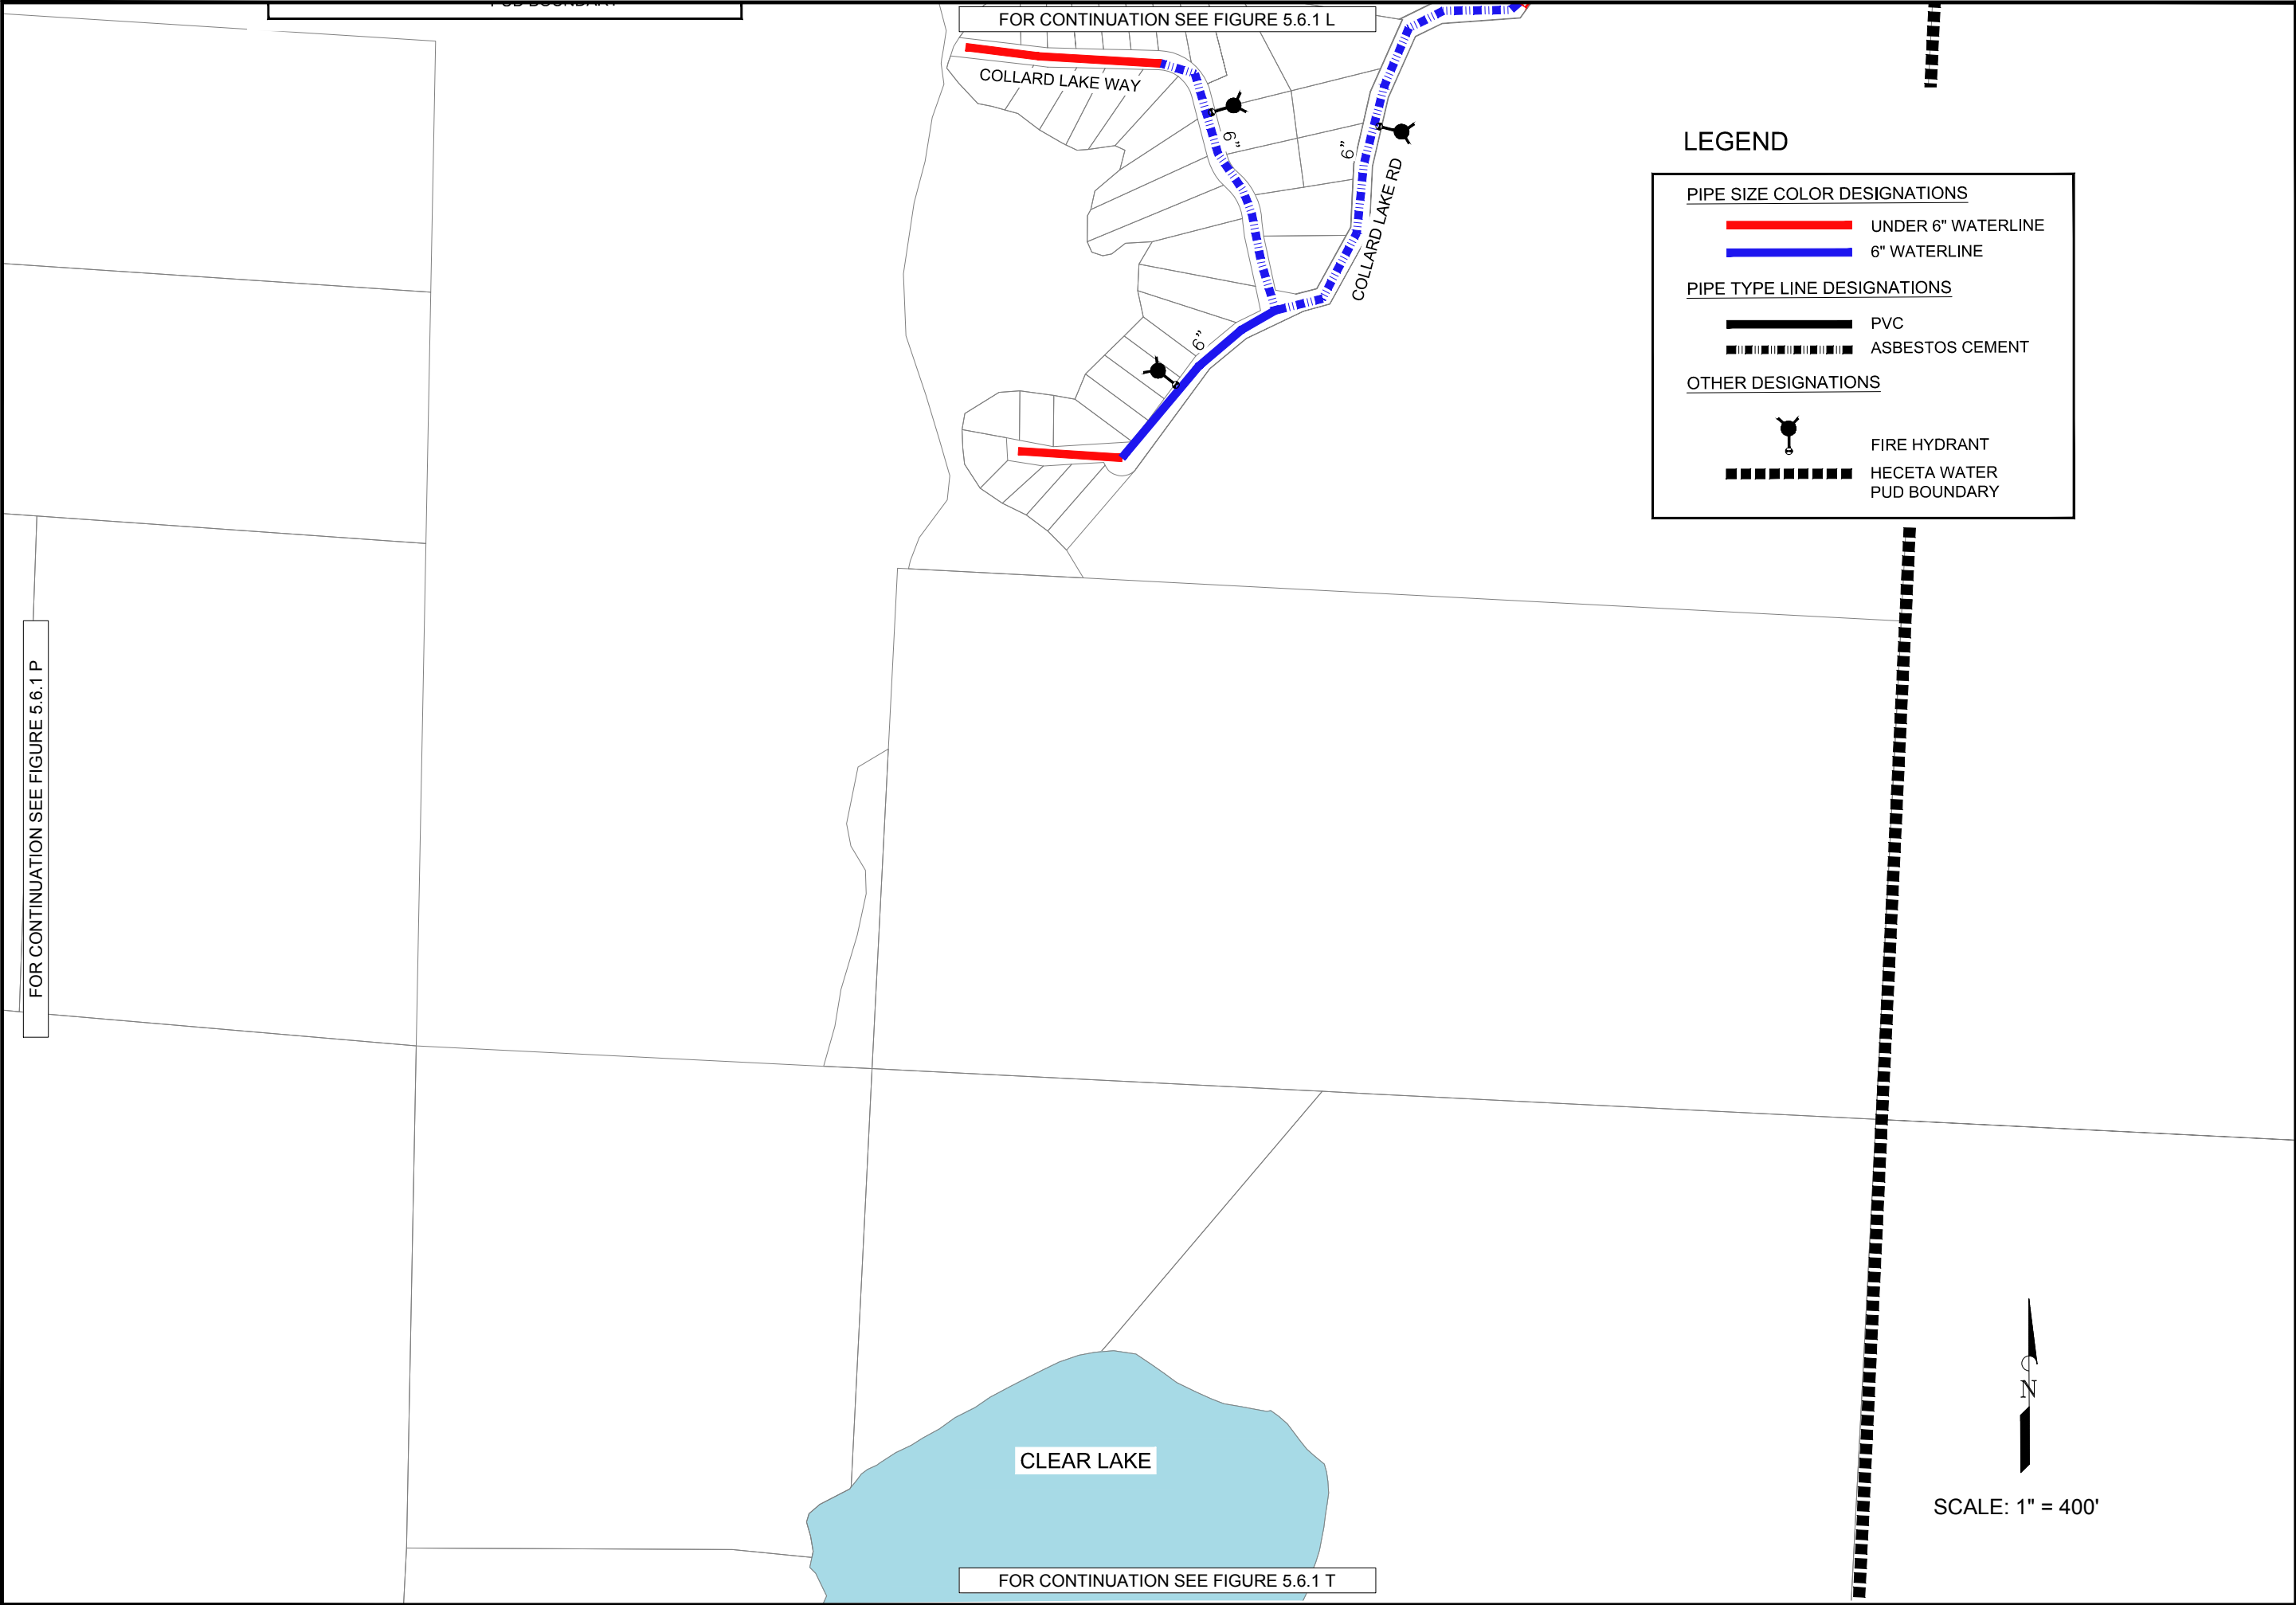 PUD BOUNDARY
FOR CONTINUATION SEE FIGURE 5.6.1 L
COLLARD LAKE WAY
6"
6"
COLLARD LAKE RD
6"
LEGEND
PIPE SIZE COLOR DESIGNATIONS
UNDER 6" WATERLINE
6" WATERLINE
PIPE TYPE LINE DESIGNATIONS
PVC
ASBESTOS CEMENT
OTHER DESIGNATIONS
FIRE HYDRANT
HECETA WATER
PUD BOUNDARY
FOR CONTINUATION SEE FIGURE 5.6.1 P
N
CLEAR LAKE
SCALE: 1" = 400'
FOR CONTINUATION SEE FIGURE 5.6.1 T